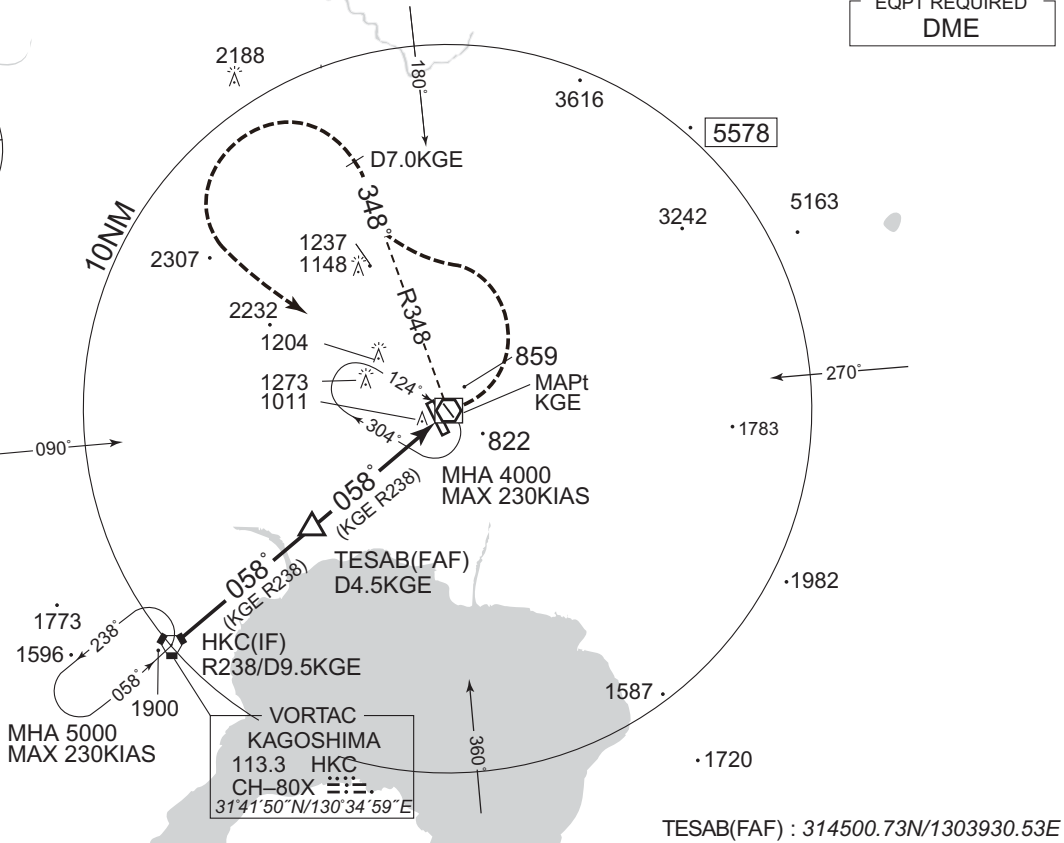 EQPT REQUIRED
DME
2188
180°
3616
5578
D7.0KGE
348°
5163
3242
10NM
1237
1148
2307
R348
2232
1204
859
MAPt
KGE
1273
1011
124°
304°
270°
1783
822
090°
MHA 4000
MAX 230KIAS
058°
(KGE R238)
TESAB(FAF)
D4.5KGE
058°
(KGE R238)
1982
1773
238°
1596
HKC(IF)
R238/D9.5KGE
058°
1900
1587
MHA 5000
MAX 230KIAS
VORTAC
KAGOSHIMA
113.3 HKC
CH–80X
31°41´50˝N/130°34´59˝E
360°
1720
TESAB(FAF) : 314500.73N/1303930.53E